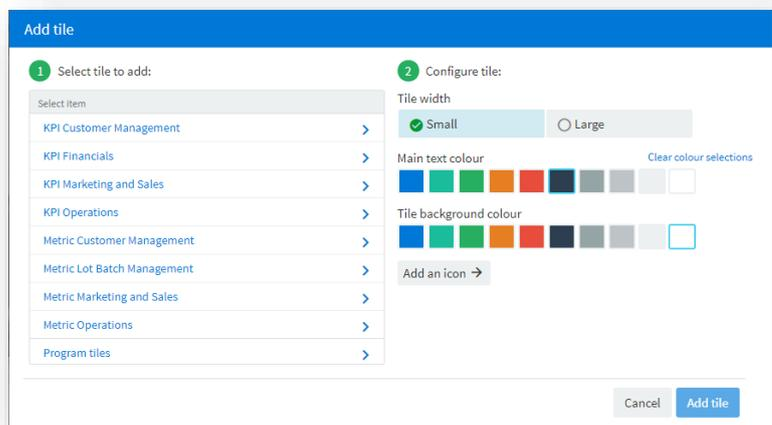 Add tile
1 Select tile to add:
Select item
KPI Customer Management
KPI Financials
KPI Marketing and Sales
KPI Operations
Metric Customer Management
Metric Lot Batch Management
Metric Marketing and Sales
Metric Operations
Program tiles
2 Configure tile:
Tile width
Small
Large
Main text colour
Clear colour selections
Tile background colour
Add an icon →
Cancel
Add tile